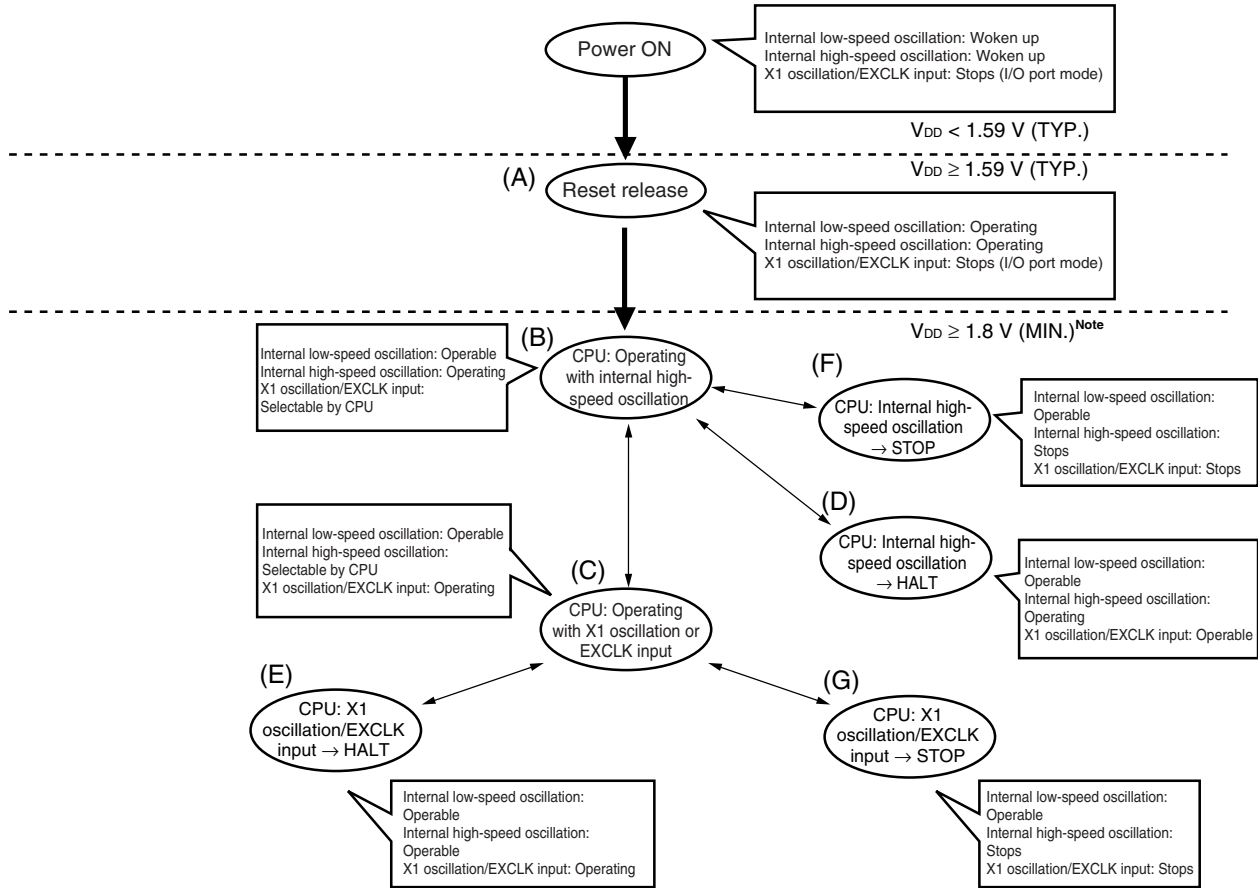 Power ON
Internal low-speed oscillation: Woken up
Internal high-speed oscillation: Woken up
X1 oscillation/EXCLK input: Stops (I/O port mode)
VDD < 1.59 V (TYP.)
VDD ≥ 1.59 V (TYP.)
(A)
Reset release
Internal low-speed oscillation: Operating
Internal high-speed oscillation: Operating
X1 oscillation/EXCLK input: Stops (I/O port mode)
VDD ≥ 1.8 V (MIN.)Note
(B)
Internal low-speed oscillation: Operable
Internal high-speed oscillation: Operating
X1 oscillation/EXCLK input:
Selectable by CPU
CPU: Operating
with internal high-
speed oscillation
(F)
CPU: Internal high-
speed oscillation
→ STOP
Internal low-speed oscillation:
Operable
Internal high-speed oscillation:
Stops
X1 oscillation/EXCLK input: Stops
(D)
CPU: Internal high-
speed oscillation
→ HALT
Internal low-speed oscillation:
Operable
Internal high-speed oscillation:
Operating
X1 oscillation/EXCLK input: Operable
Internal low-speed oscillation: Operable
Internal high-speed oscillation:
Selectable by CPU
X1 oscillation/EXCLK input: Operating
(C)
CPU: Operating
with X1 oscillation or
EXCLK input
(E)
CPU: X1
oscillation/EXCLK
input → HALT
Internal low-speed oscillation:
Operable
Internal high-speed oscillation:
Operable
X1 oscillation/EXCLK input: Operating
(G)
CPU: X1
oscillation/EXCLK
input → STOP
Internal low-speed oscillation:
Operable
Internal high-speed oscillation:
Stops
X1 oscillation/EXCLK input: Stops